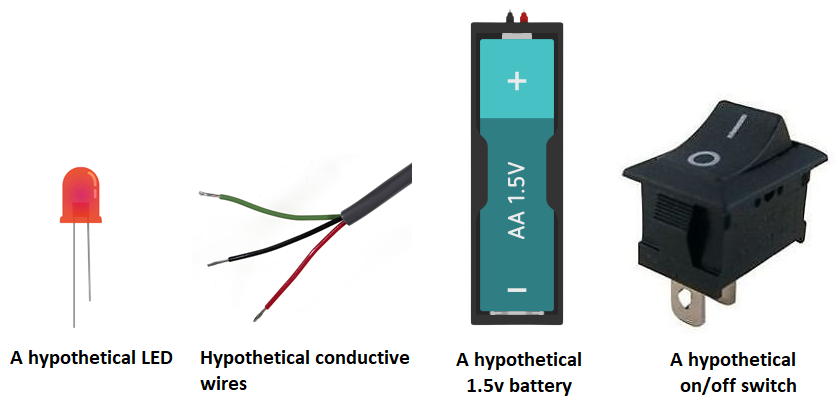 +
AA 1.5V
–
O
I
A hypothetical LED
Hypothetical conductive
wires
A hypothetical
1.5v battery
A hypothetical
on/off switch